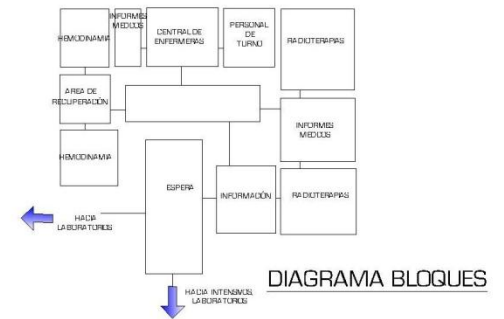 HEMODINAMIA
INFORMES
MEDICOS
CENTRAL DE
ENFERMERAS
PERSONAL
DE
TURNO
RADIOTERAPIAS
AREA DE
RECUPERACIÓN
INFORMES
MEDICOS
HEMODINAMIA
ESPERA
INFORMACIÓN
RADIOTERAPIAS
HACIA
LABORATORIOS
HACIA INTENSIVOS,
LABORATORIOS
DIAGRAMA BLOQUES